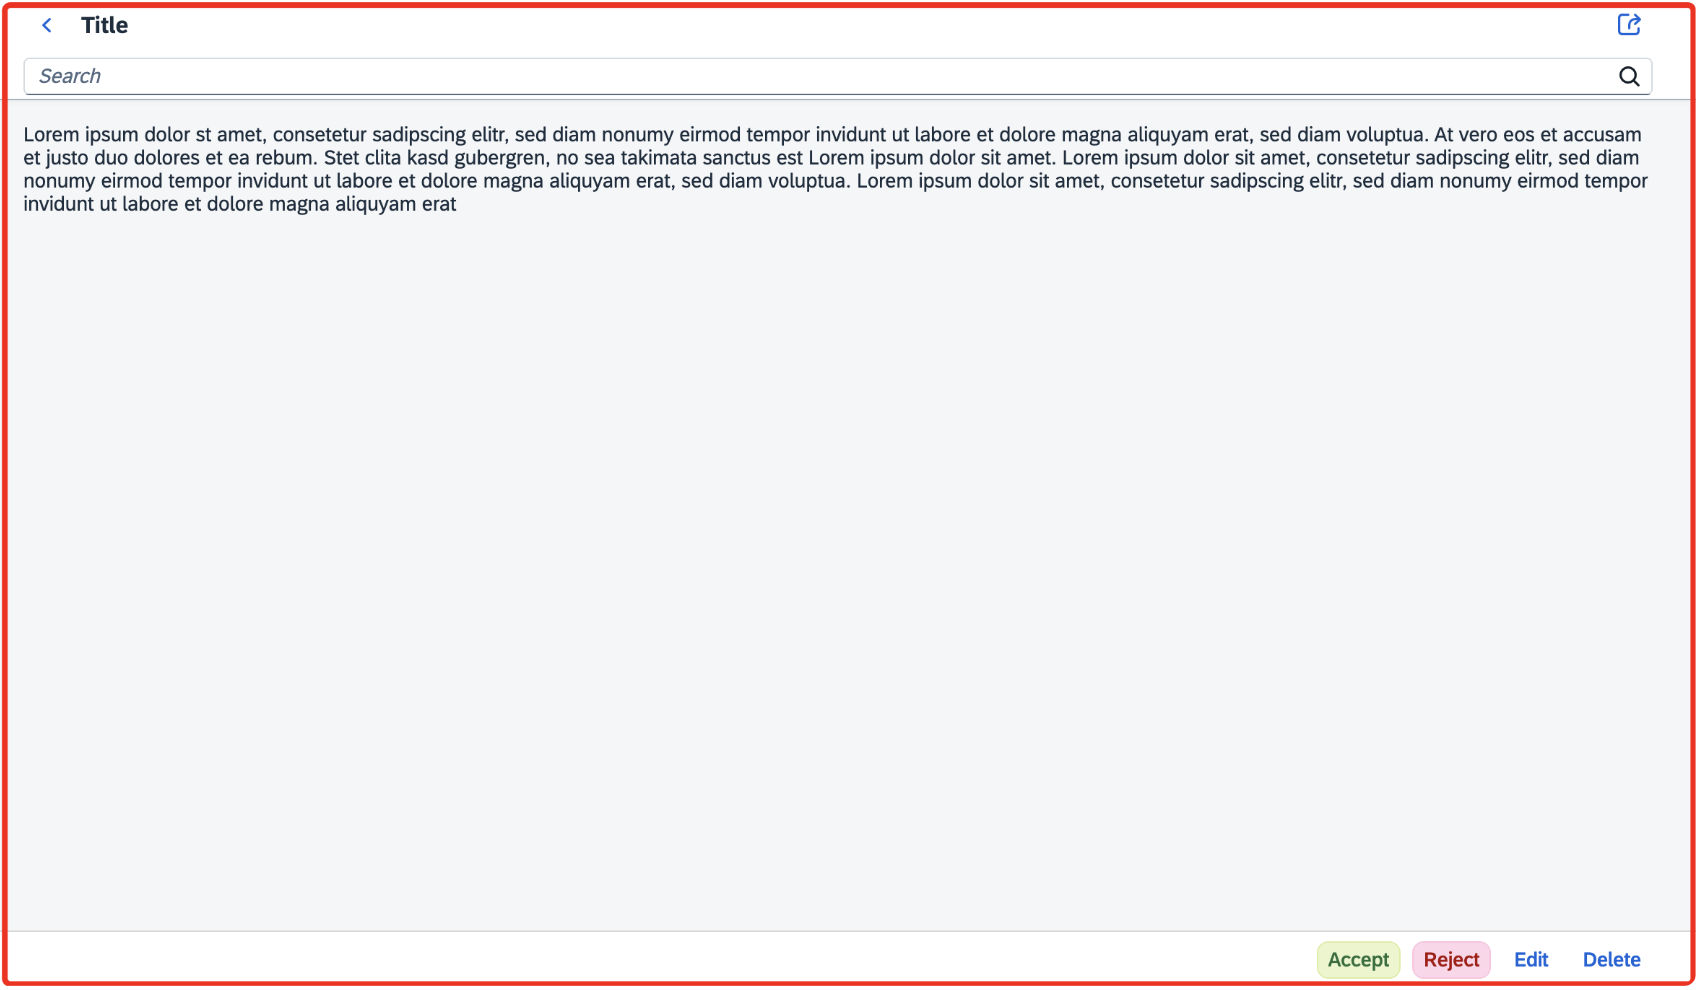 Title
Search
Lorem ipsum dolor st amet, consetetur sadipscing elitr, sed diam nonumy eirmod tempor invidunt ut labore et dolore magna aliquyam erat, sed diam voluptua. At vero eos et accusam
et justo duo dolores et ea rebum. Stet clita kasd gubergren, no sea takimata sanctus est Lorem ipsum dolor sit amet. Lorem ipsum dolor sit amet, consetetur sadipscing elitr, sed diam
nonumy eirmod tempor invidunt ut labore et dolore magna aliquyam erat, sed diam voluptua. Lorem ipsum dolor sit amet, consetetur sadipscing elitr, sed diam nonumy eirmod tempor
invidunt ut labore et dolore magna aliquyam erat
Accept Reject Edit Delete